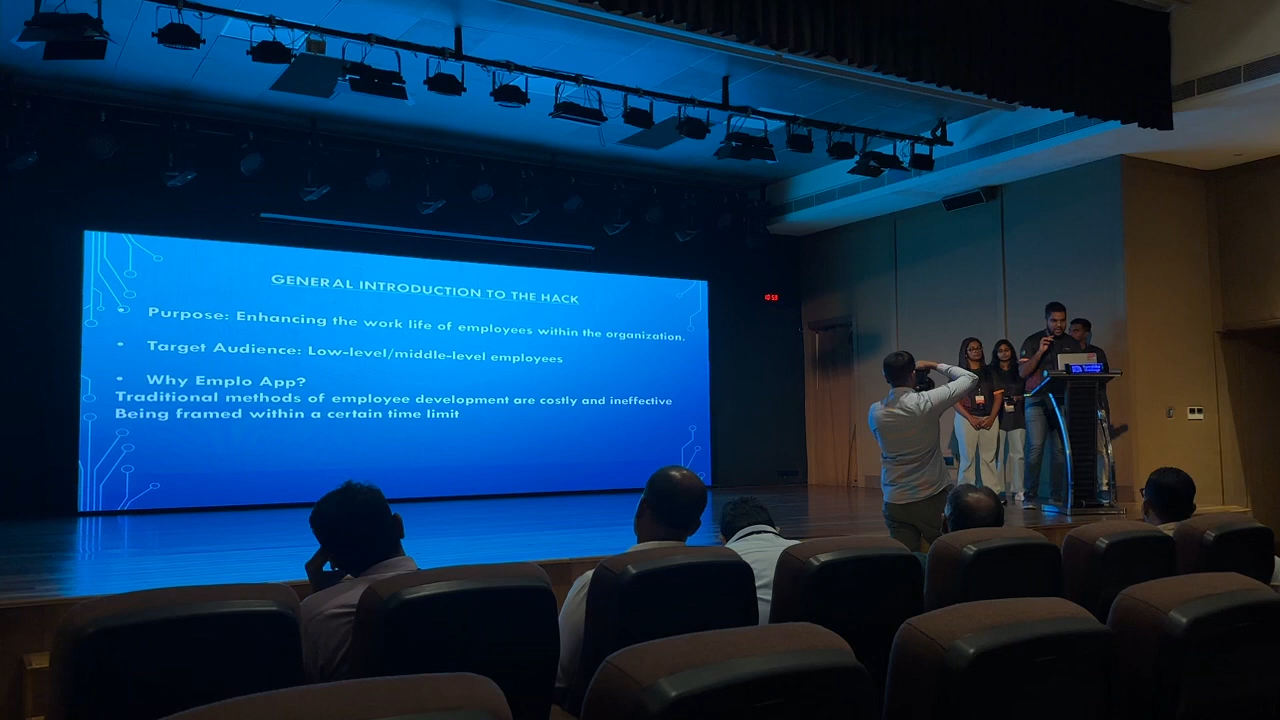 GENERAL INTRODUCTION TO THE HACK
• Purpose: Enhancing the work life of employees within the organization.
• Target Audience: Low-level/middle-level employees
• Why Emplo App?
Traditional methods of employee development are costly and ineffective
Being framed within a certain time limit
10:59